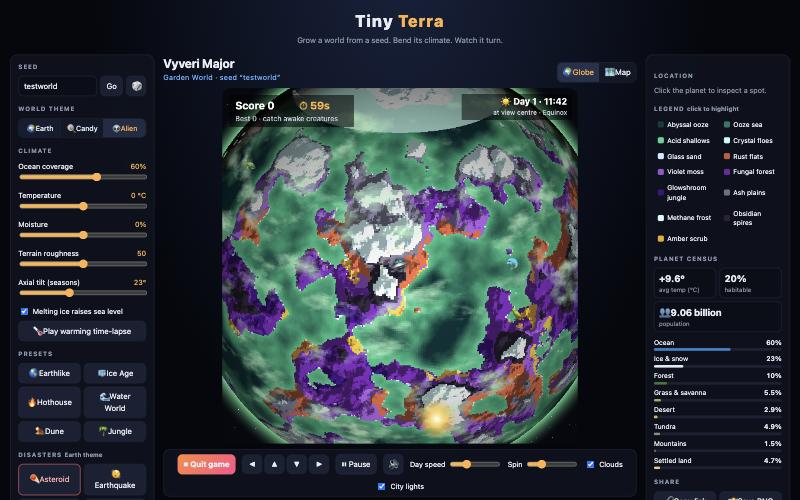 Tiny Terra
Grow a world from a seed. Bend its climate. Watch it turn.
SEED
testworld
Go
WORLD THEME
Earth
Candy
Alien
CLIMATE
Ocean coverage 60%
Temperature 0 °C
Moisture 0%
Terrain roughness 50
Axial tilt (seasons) 23°
Melting ice raises sea level
Play warming time-lapse
PRESETS
Earthlike
Ice Age
Hothouse
Water
World
Dune
Jungle
DISASTERS Earth theme
Asteroid
Earthquake
Vyveri Major
Garden World · seed “testworld”
Globe
Map
Score 0
59s
Best 0 · catch awake creatures
Day 1 · 11:42
at view centre · Equinox
Quit game
Pause
Day speed
Spin
Clouds
City lights
LOCATION
Click the planet to inspect a spot.
LEGEND click to highlight
Abyssal ooze
Ooze sea
Acid shallows
Crystal floes
Glass sand
Rust flats
Violet moss
Fungal forest
Glowshroom
jungle
Ash plains
Methane frost
Obsidian
spires
Amber scrub
PLANET CENSUS
+9.6°
avg temp (°C)
20%
habitable
9.06 billion
population
Ocean 60%
Ice & snow 23%
Forest 10%
Grass & savanna 5.5%
Desert 2.9%
Tundra 4.9%
Mountains 1.5%
Settled land 4.7%
SHARE